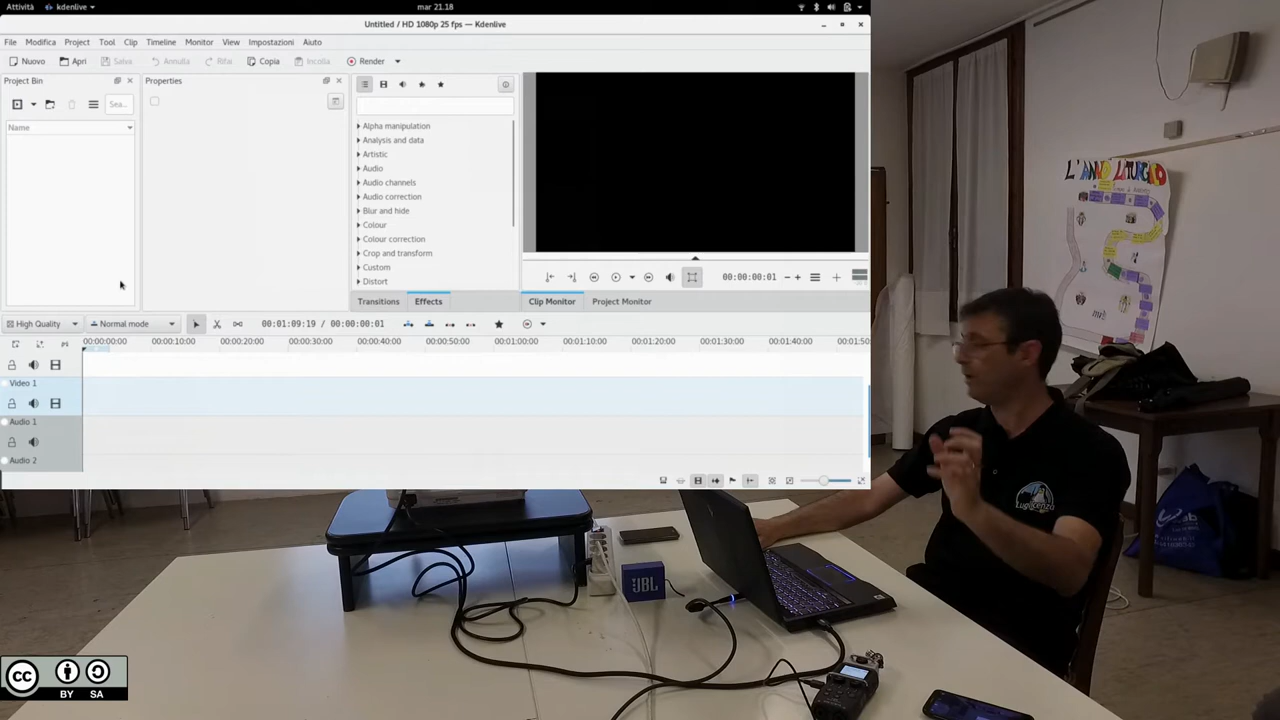 Attività kdenlive mar 21.18
Untitled / HD 1080p 25 fps — Kdenlive
File Modifica Project Tool Clip Timeline Monitor View Impostazioni Aiuto
Nuovo Apri Salva Annulla Rifai Copia Incolla Render
Project Bin Properties
Sea...
Name
Alpha manipulation
Analysis and data
Artistic
Audio
Audio channels
Audio correction
Blur and hide
Colour
Colour correction
Crop and transform
Custom
Distort
00:00:00:01
Transitions Effects Clip Monitor Project Monitor
High Quality Normal mode 00:01:09:19 / 00:00:00:01
00:00:00:00 00:00:10:00 00:00:20:00 00:00:30:00 00:00:40:00 00:00:50:00 00:01:00:00 00:01:10:00 00:01:20:00 00:01:30:00 00:01:40:00 00:01:50:
Video 1
Audio 1
Audio 2
L'ANNO LITURGICO
Lugvicenza
JBL
CC BY SA